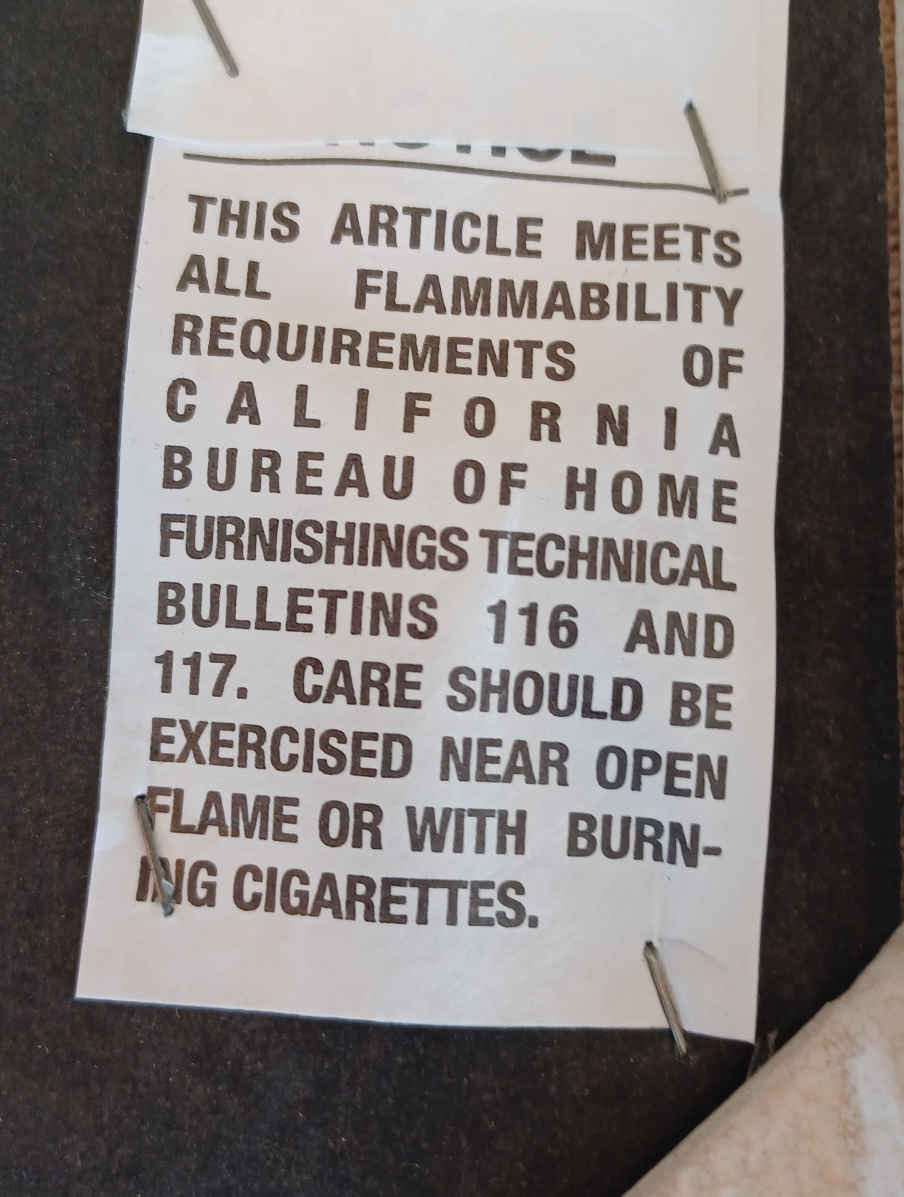 NOTICE
THIS ARTICLE MEETS
ALL FLAMMABILITY
REQUIREMENTS OF
CALIFORNIA
BUREAU OF HOME
FURNISHINGS TECHNICAL
BULLETINS 116 AND
117. CARE SHOULD BE
EXERCISED NEAR OPEN
FLAME OR WITH BURN-
ING CIGARETTES.